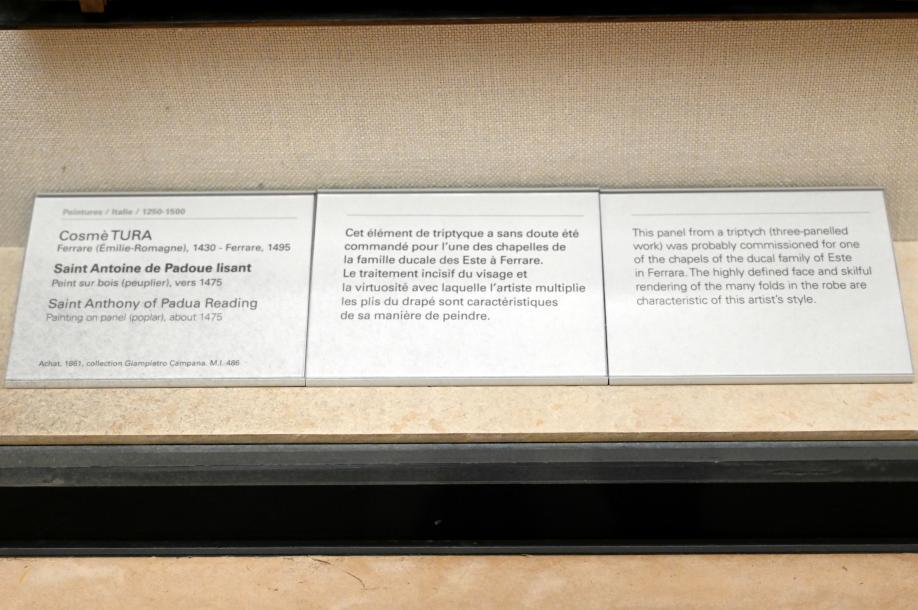 Peintures / Italie / 1250-1500
Cosmè TURA
Ferrare (Émilie-Romagne), 1430 - Ferrare, 1495
Saint Antoine de Padoue lisant
Peint sur bois (peuplier), vers 1475
Saint Anthony of Padua Reading
Painting on panel (poplar), about 1475
Achat, 1861, collection Giampietro Campana. M.I. 486
Cet élément de triptyque a sans doute été
commandé pour l'une des chapelles de
la famille ducale des Este à Ferrare.
Le traitement incisif du visage et
la virtuosité avec laquelle l'artiste multiplie
les plis du drapé sont caractéristiques
de sa manière de peindre.
This panel from a triptych (three-panelled
work) was probably commissioned for one
of the chapels of the ducal family of Este
in Ferrara. The highly defined face and skilful
rendering of the many folds in the robe are
characteristic of this artist's style.